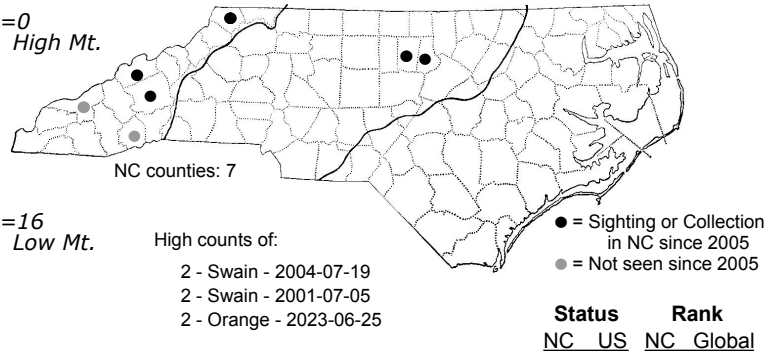 =0
High Mt.
NC counties: 7
=16
Low Mt.
High counts of:
2 - Swain - 2004-07-19
2 - Swain - 2001-07-05
2 - Orange - 2023-06-25
= Sighting or Collection
in NC since 2005
= Not seen since 2005
Status Rank
NC US NC Global